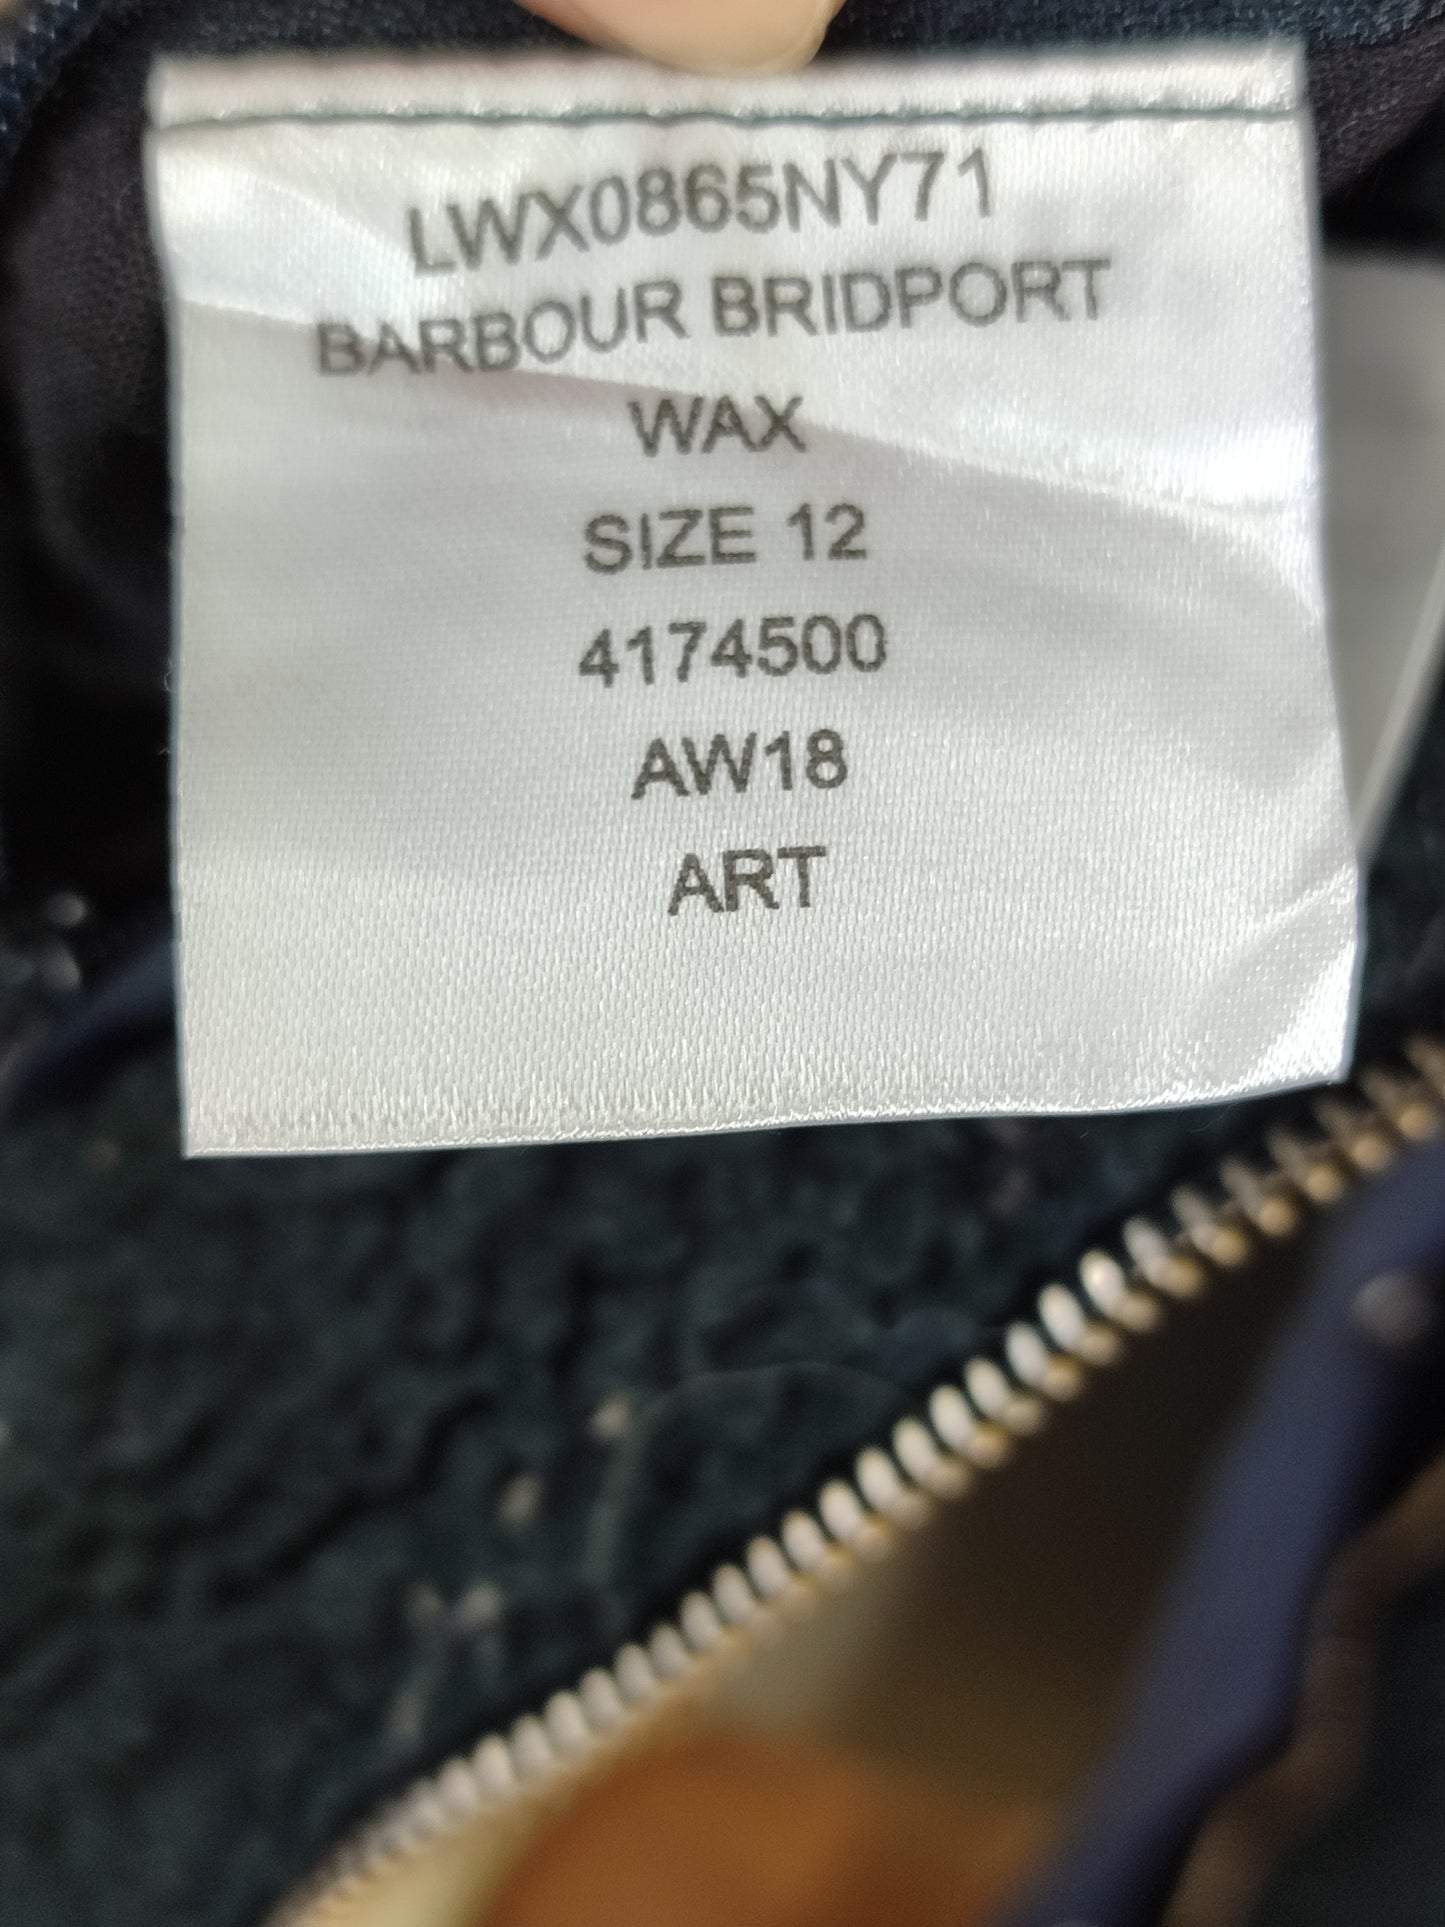 LWX0865NY71
BARBOUR BRIDPORT
WAX
SIZE 12
4174500
AW18
ART